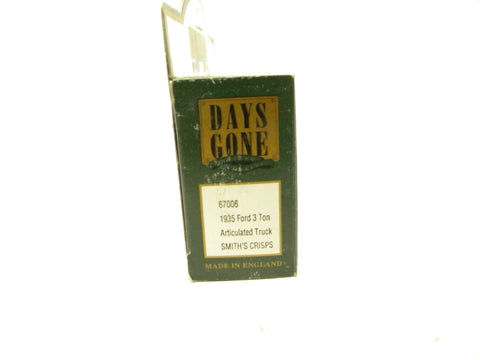 DAYS
GONE
67006
1935 Ford 3 Ton
Articulated Truck
SMITH'S CRISPS
MADE IN ENGLAND